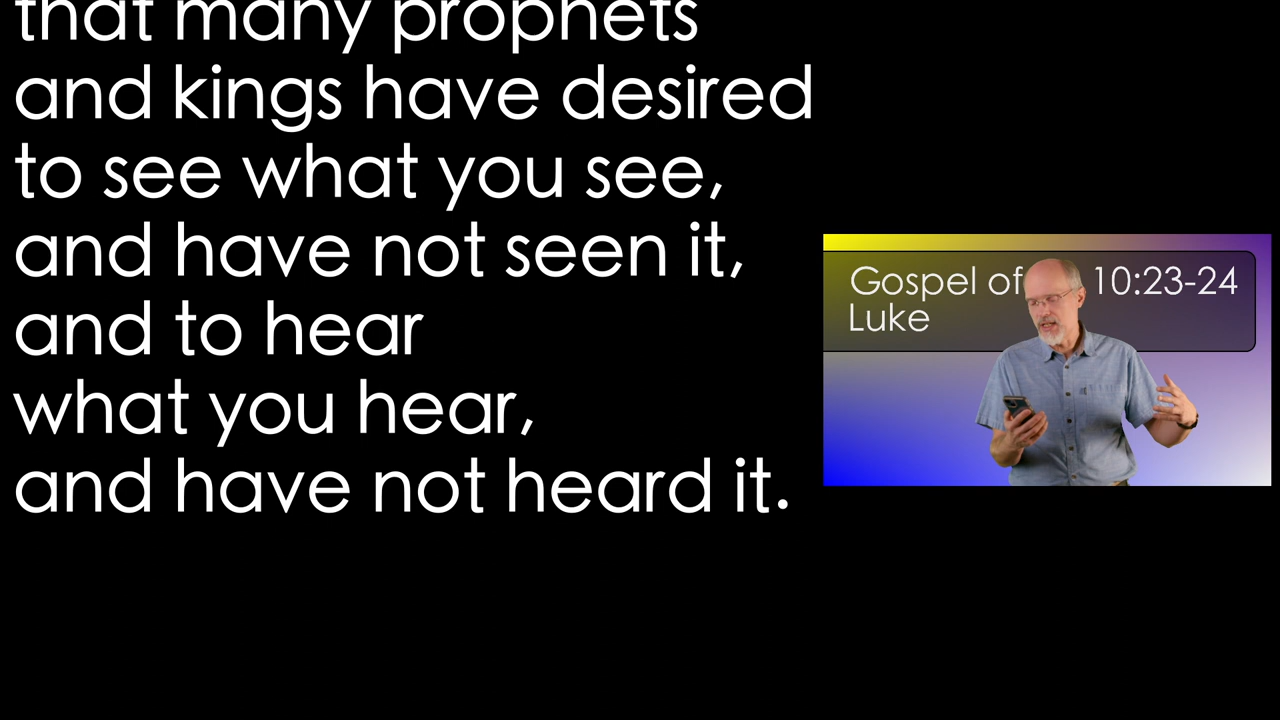 that many prophets
and kings have desired
to see what you see,
and have not seen it,
and to hear
what you hear,
and have not heard it.
Gospel of 10:23-24
Luke